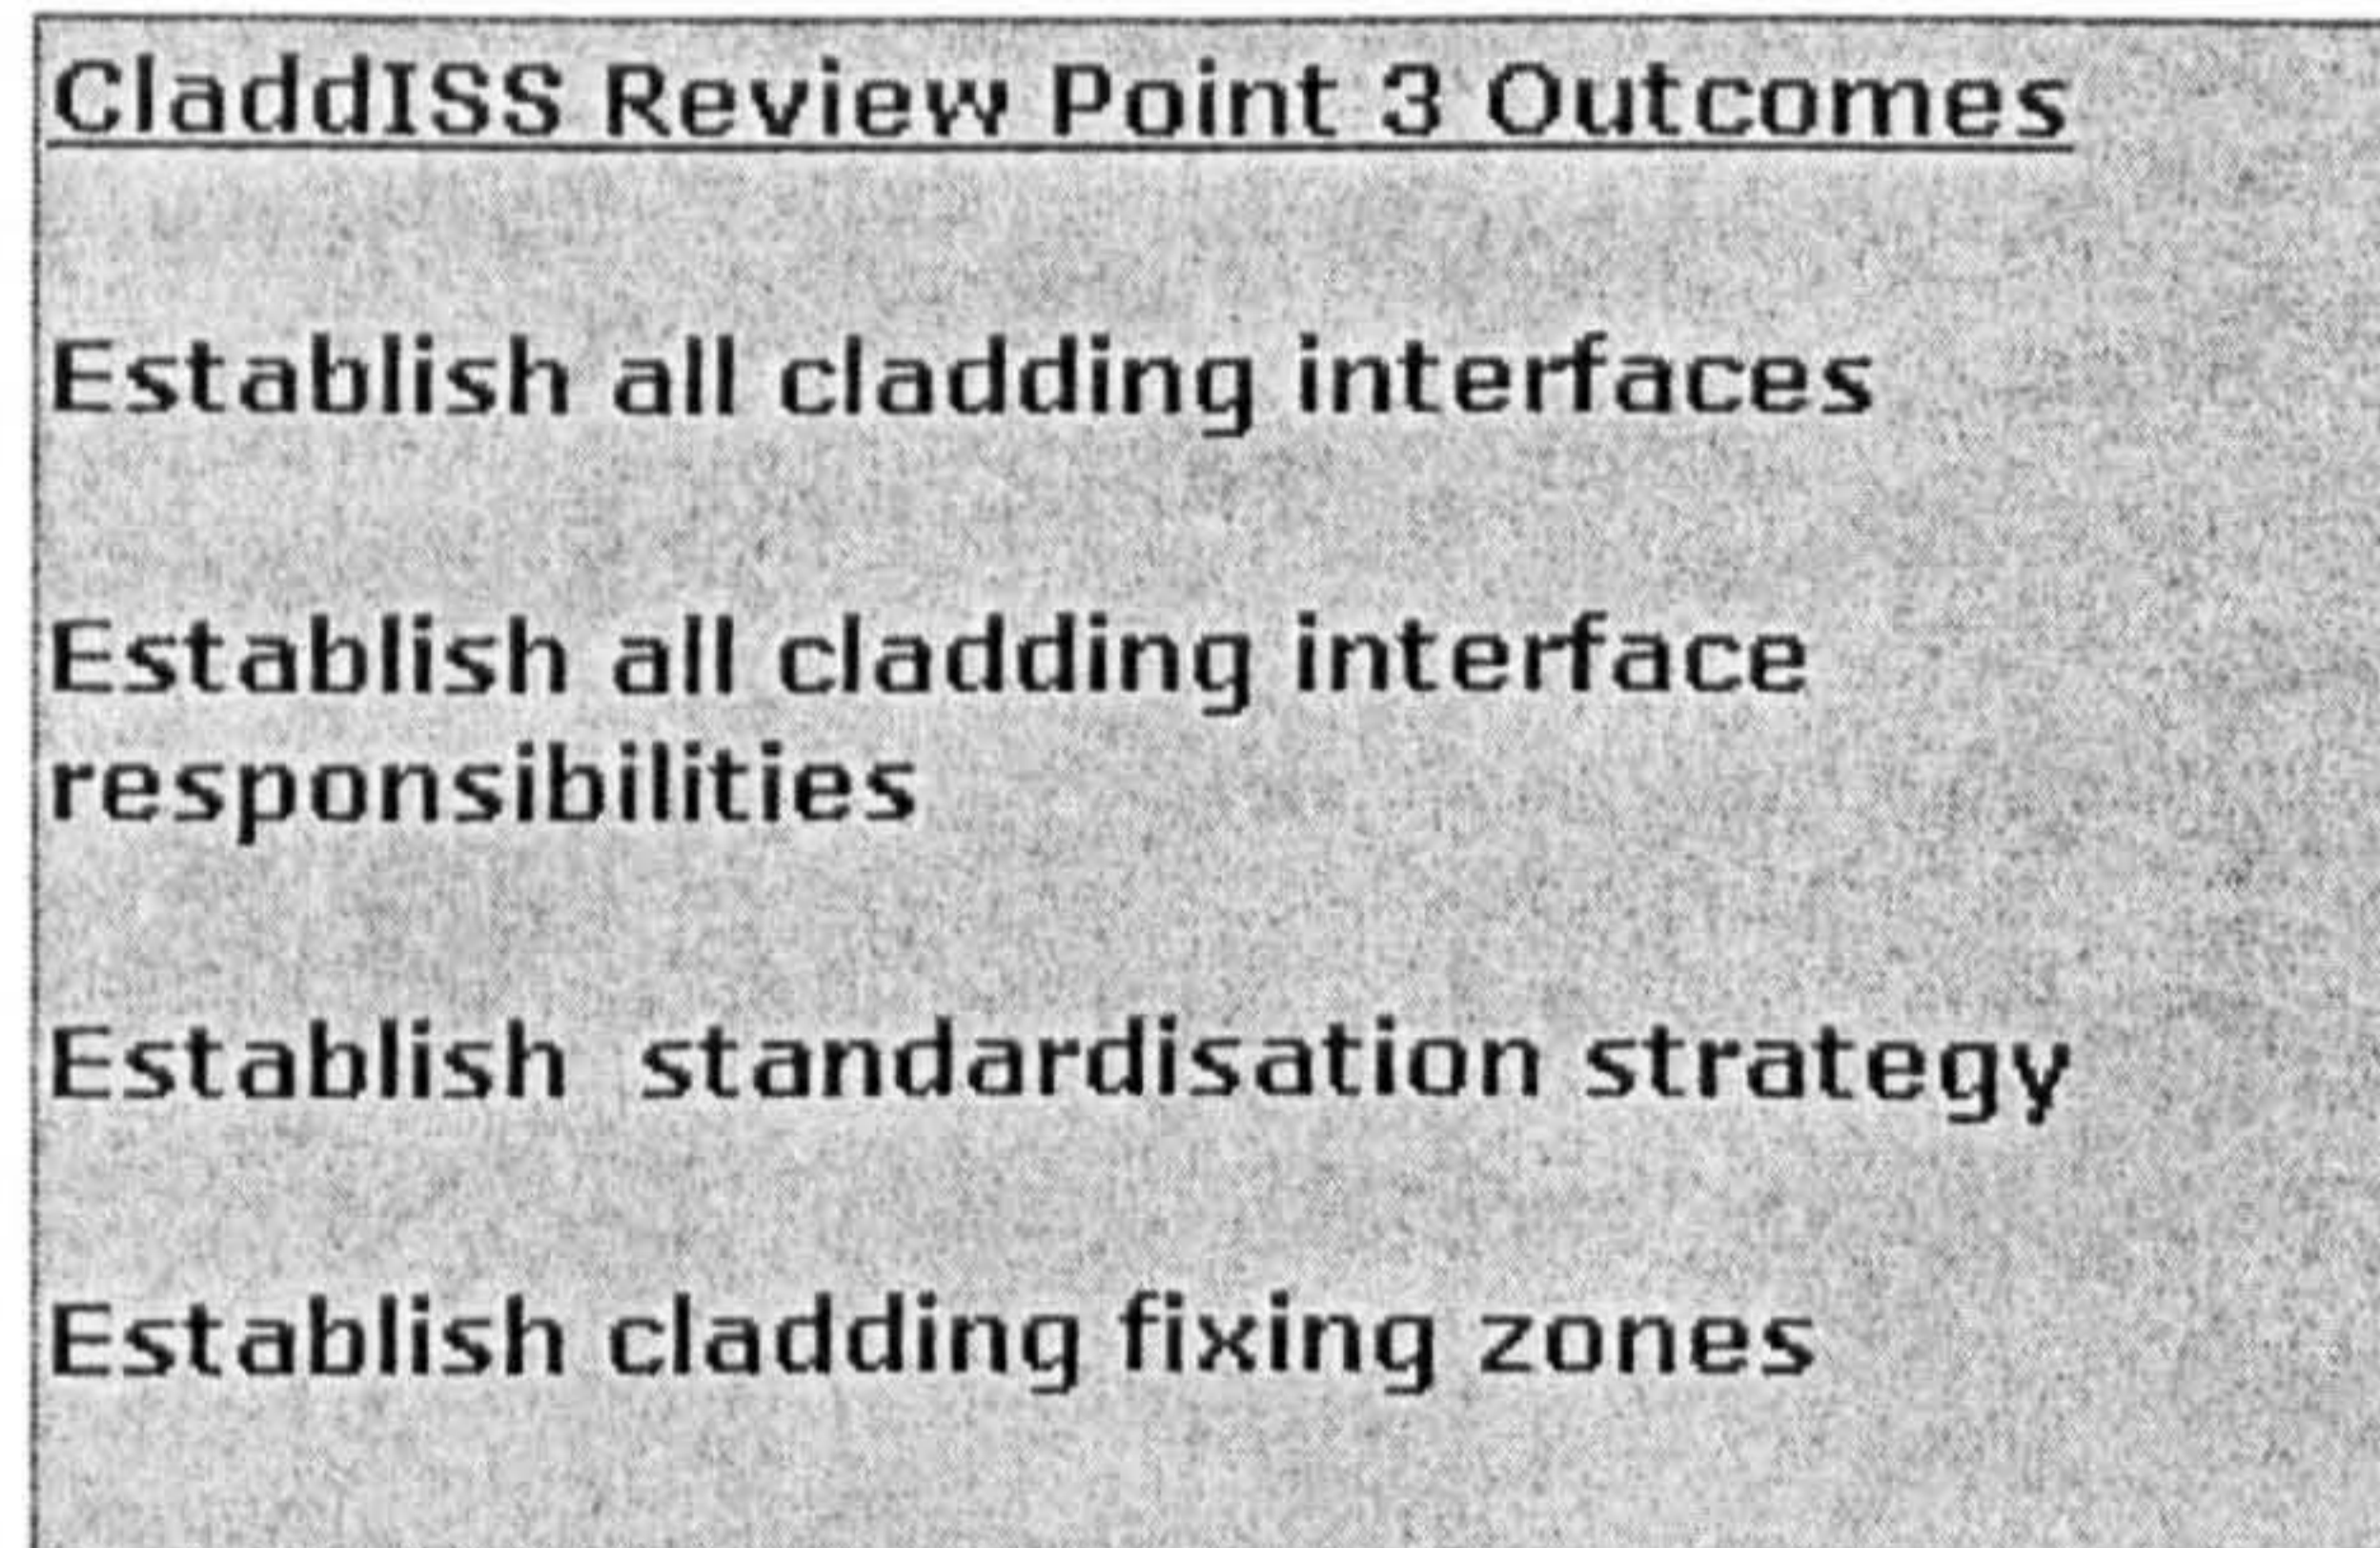 CladdISS Review Point 3 Outcomes
Establish all cladding interfaces
Establish all cladding interface
responsibilities
Establish  standardisation strategy
Establish cladding fixing zones